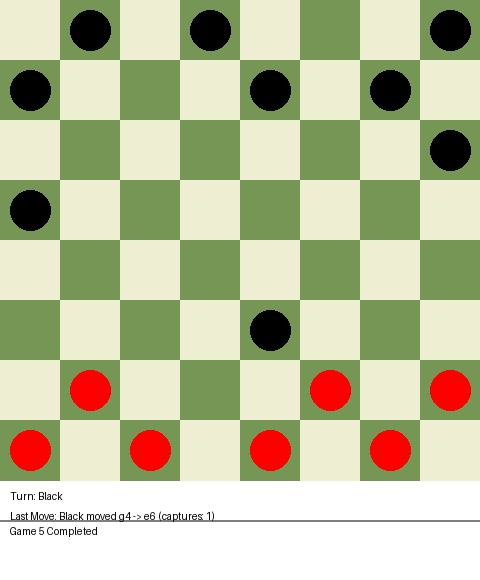 Turn: Black
Last Move: Black moved g4 -> e6 (captures: 1)
Game 5 Completed